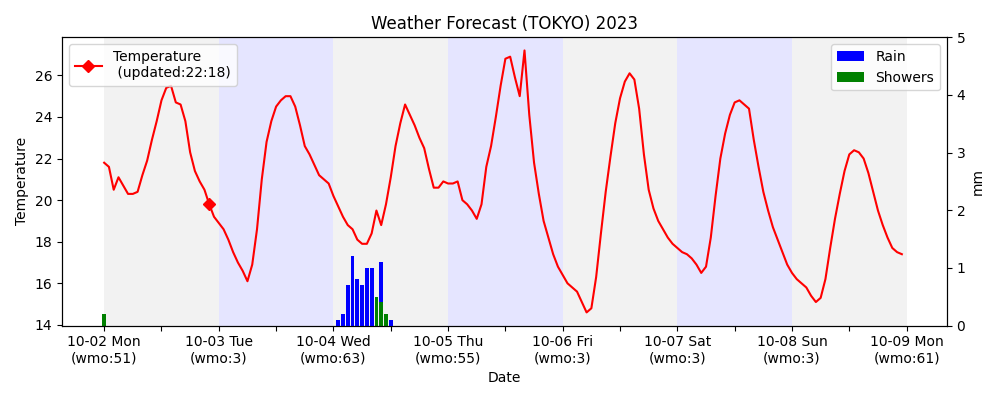 Weather Forecast (TOKYO) 2023
Temperature
(updated:22:18)
Rain
Showers
Temperature
26
24
22
20
18
16
14
5
4
3
2
1
0
mm
10-02 Mon
(wmo:51)
10-03 Tue
(wmo:3)
10-04 Wed
(wmo:63)
10-05 Thu
(wmo:55)
10-06 Fri
(wmo:3)
10-07 Sat
(wmo:3)
10-08 Sun
(wmo:3)
10-09 Mon
(wmo:61)
Date